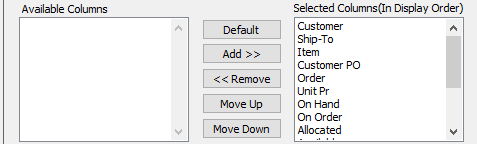 Available Columns
Selected Columns(In Display Order)
Default
Add >>
<< Remove
Move Up
Move Down
Customer
Ship-To
Item
Customer PO
Order
Unit Pr
On Hand
On Order
Allocated